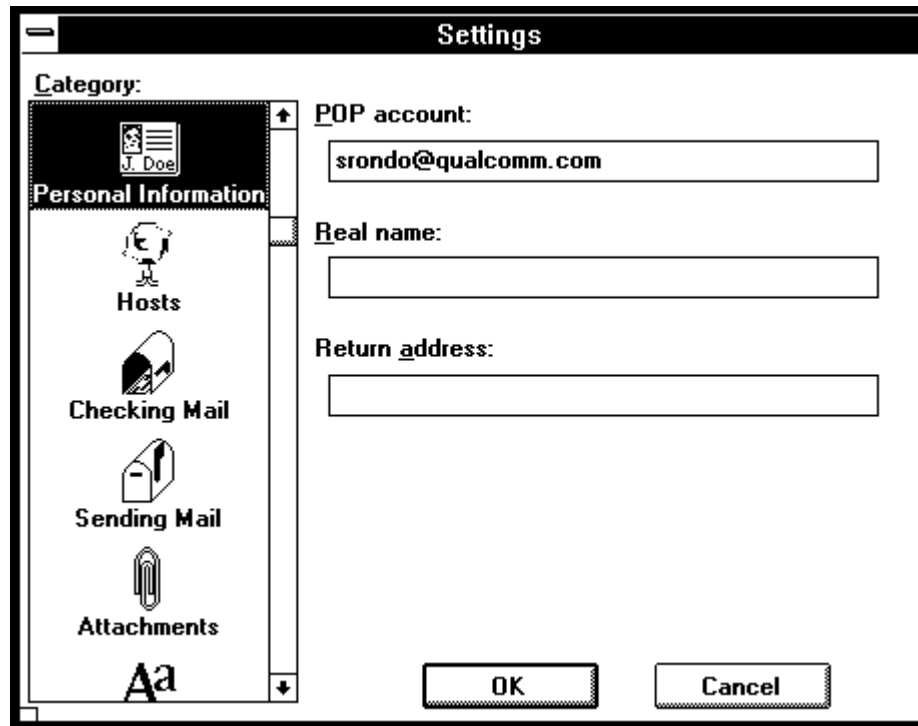 Settings
Category:
J. Doe
Personal Information
Hosts
Checking Mail
Sending Mail
Attachments
Aa
POP account:
srondo@qualcomm.com
Real name:
Return address:
OK
Cancel